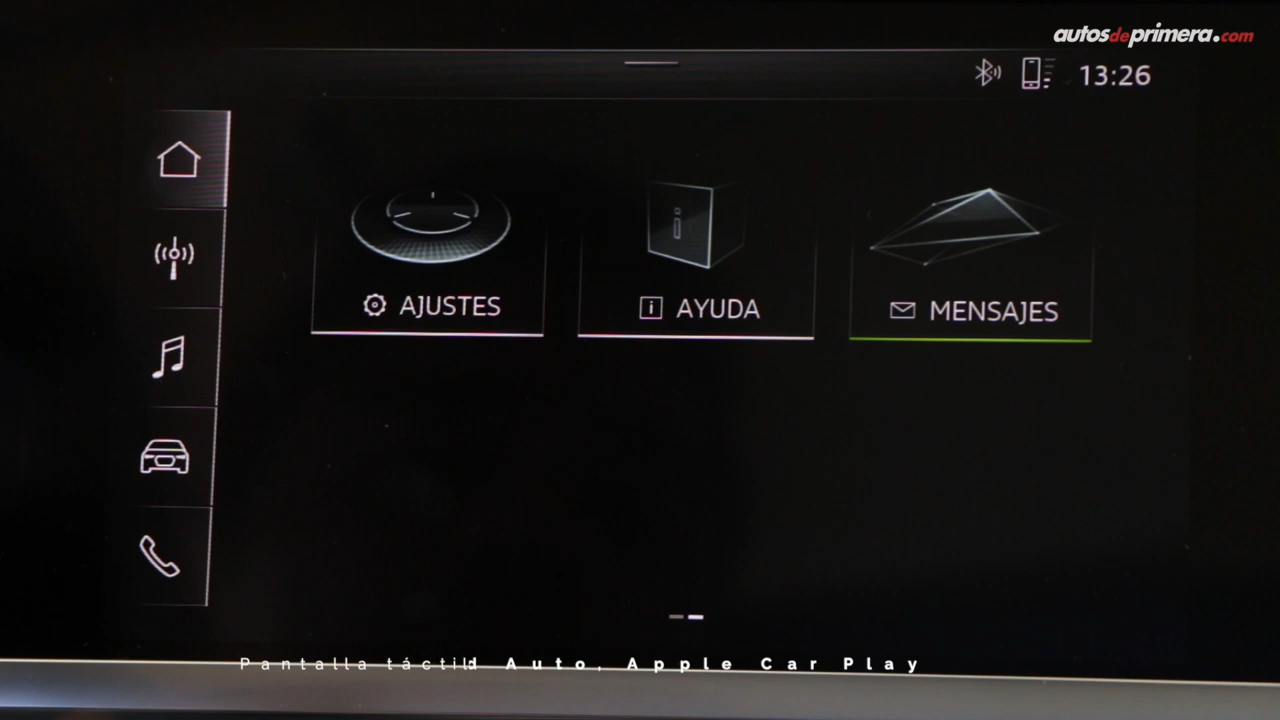 autosdeprimera.com
13:26
AJUSTES
AYUDA
MENSAJES
Pantalla táctil Auto, Apple Car Play